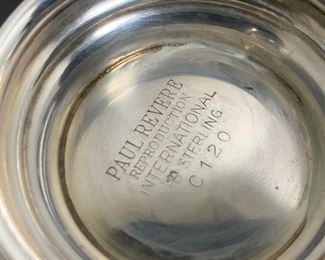 PAUL REVERE
REPRODUCTION
INTERNATIONAL
STERLING
C120